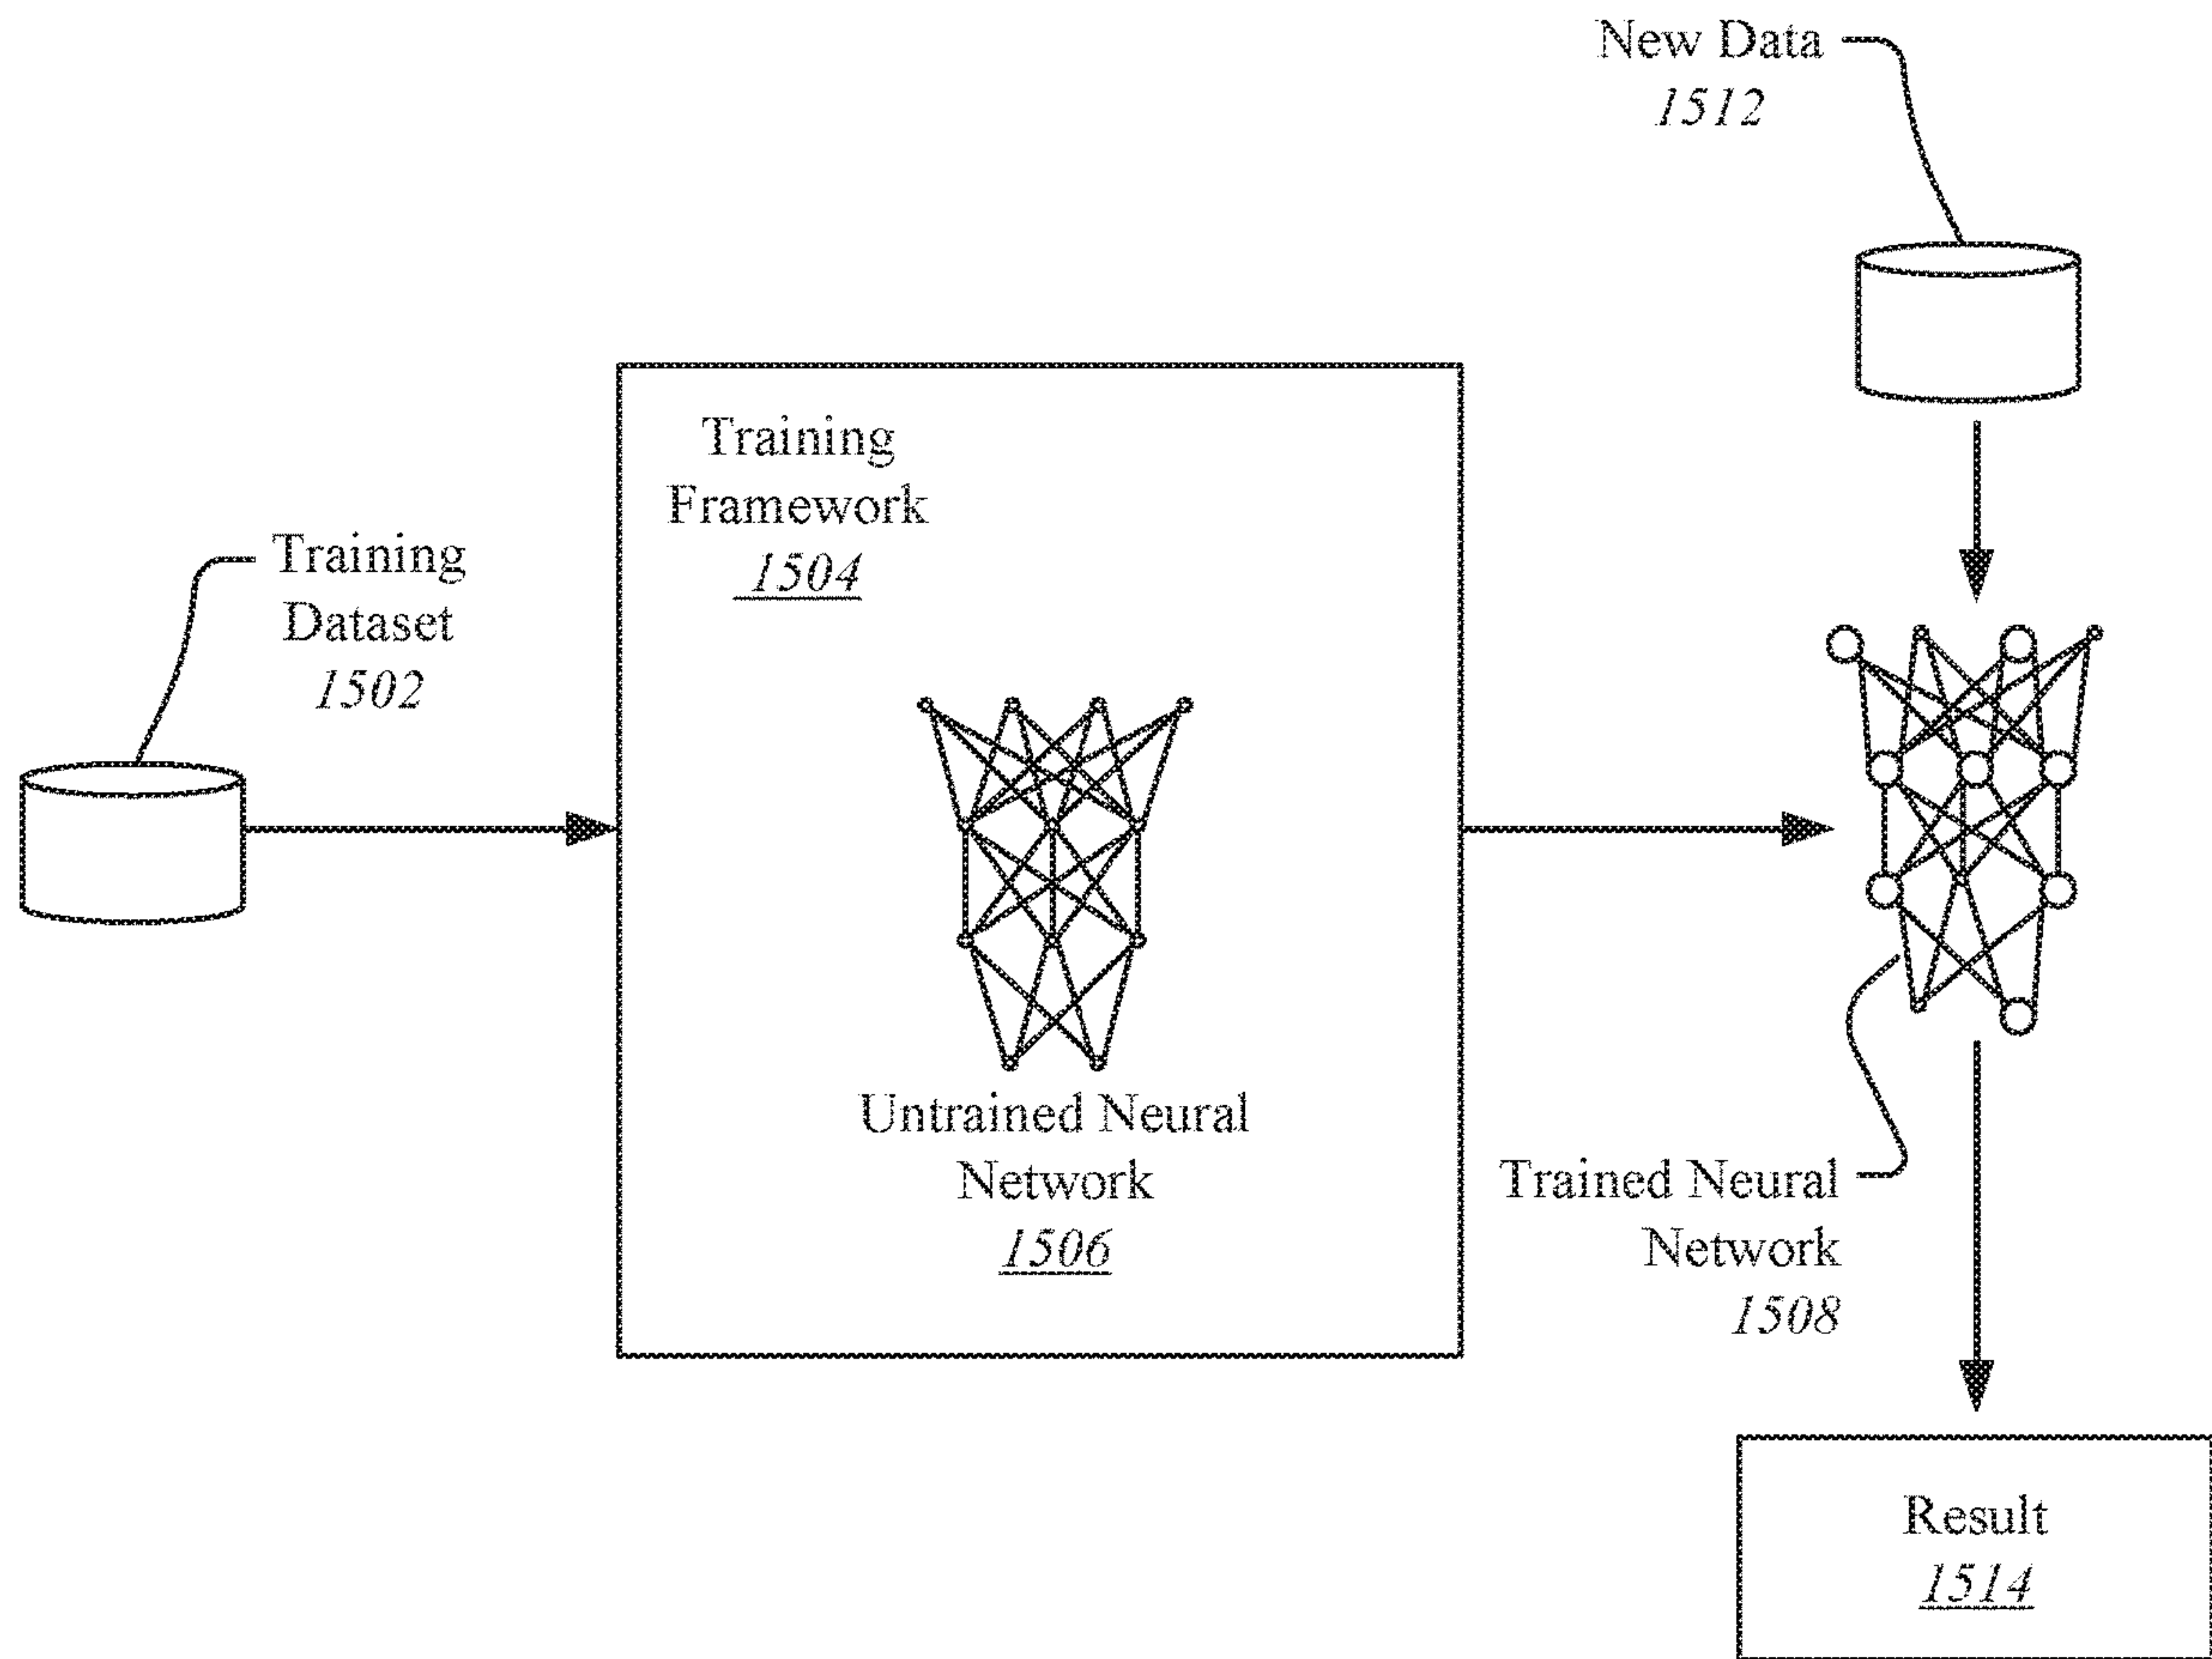 New Data
1512
Training
Framework
1504
Training
Dataset
1502
Untrained Neural
Network
1506
Trained Neural
Network
1508
Result
1514